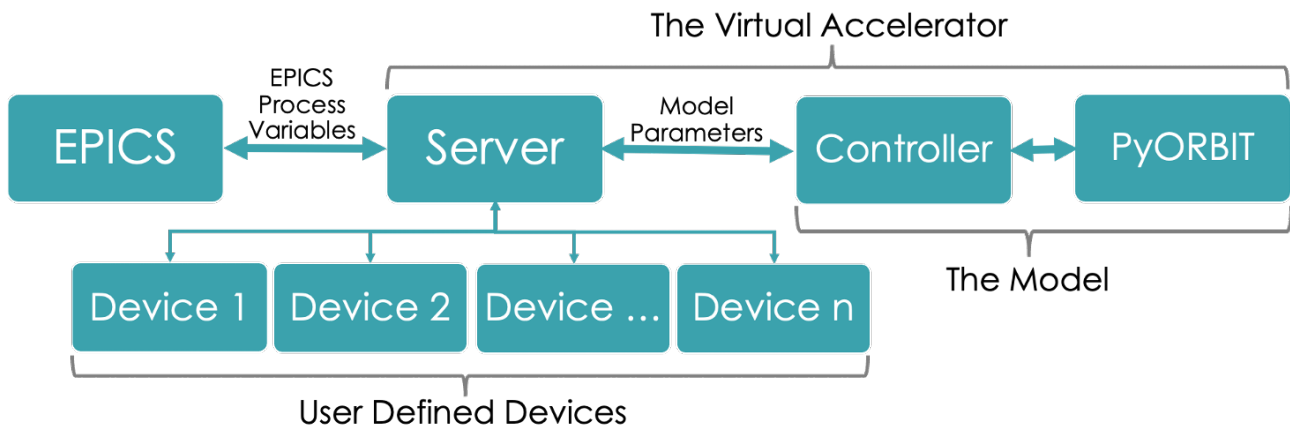 The Virtual Accelerator
EPICS
EPICS
Process
Variables
Server
Model
Parameters
Controller
PyORBIT
Device 1
Device 2
Device ...
Device n
The Model
User Defined Devices